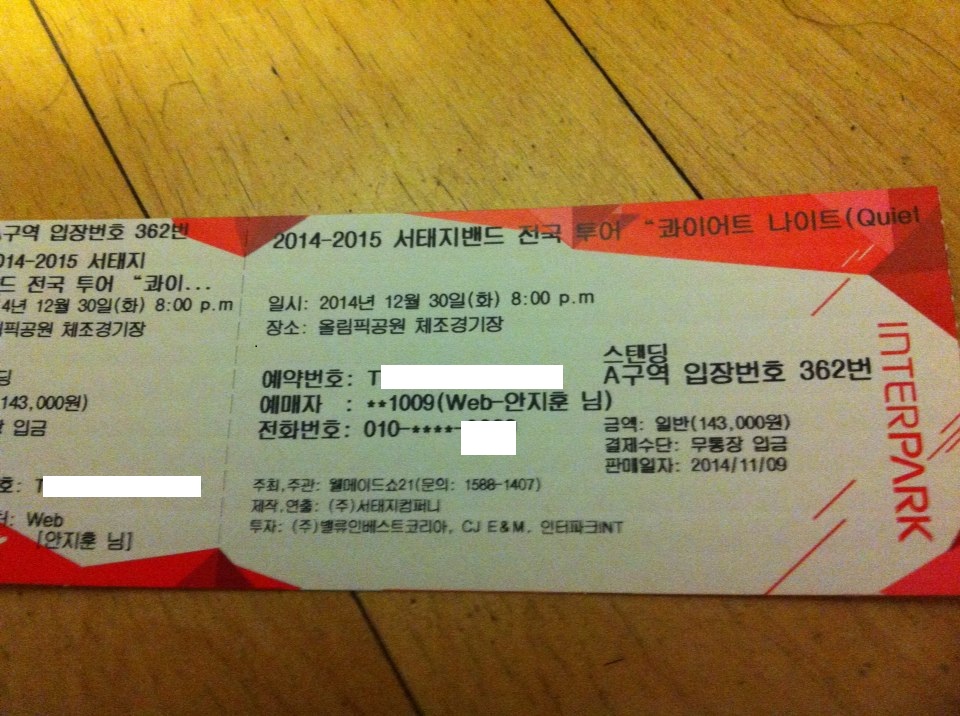 A구역 입장번호 362번
014-2015 서태지
드 전국 투어 “콰이...
4년 12월 30일(화) 8:00 p.m
픽공원 체조경기장
딩
143,000원)
장 입금
호: T
터: Web
[안지훈 님]
2014-2015 서태지밴드 전국 투어 “콰이어트 나이트(Quiet
일시: 2014년 12월 30일(화) 8:00 p.m
장소: 올림픽공원 체조경기장
예약번호: T
예매자 : **1009(Web-안지훈 님)
전화번호: 010-****-
스탠딩
A구역 입장번호 362번
금액: 일반(143,000원)
결제수단: 무통장 입금
판매일자: 2014/11/09
주최,주관: 웰메이드쇼21(문의: 1588-1407)
제작,연출: (주)서태지컴퍼니
투자: (주)밸류인베스트코리아, CJ E&M, 인터파크INT
INTERPARK